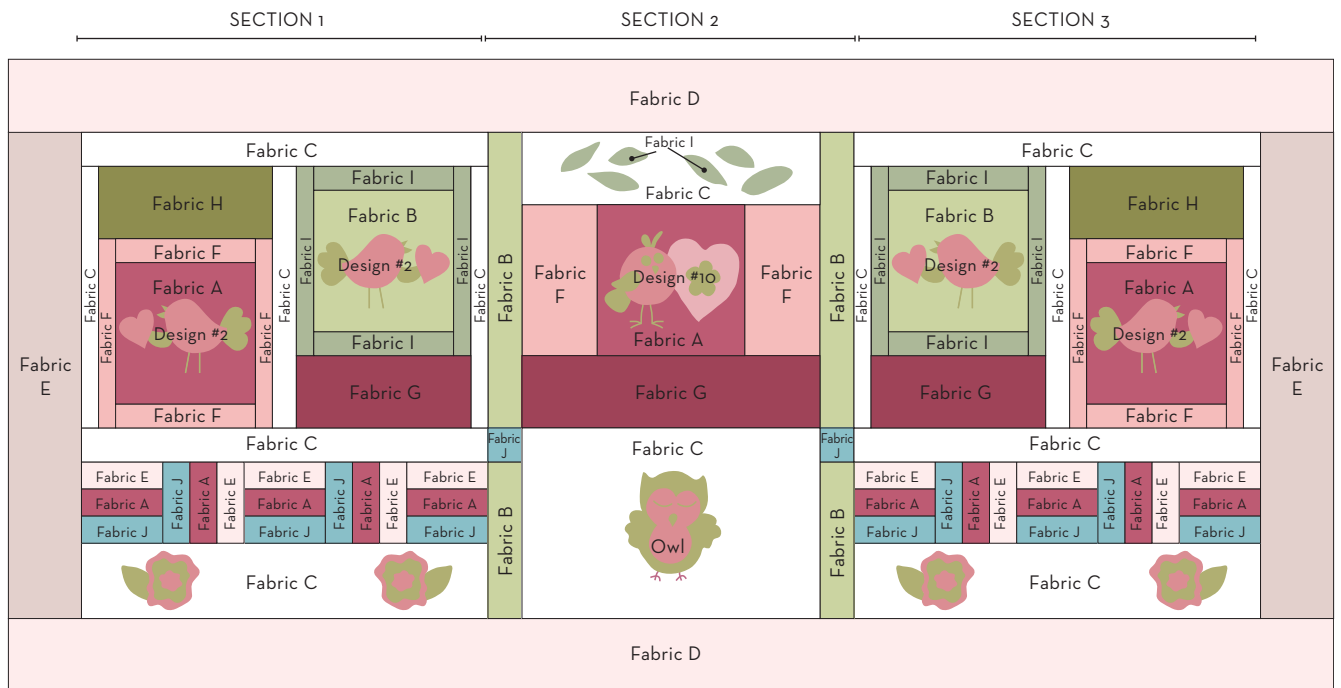 SECTION 1
SECTION 2
SECTION 3
Fabric D
Fabric E
Fabric C
Fabric H
Fabric C
Fabric F
Fabric F
Fabric A
Design #2
Fabric F
Fabric F
Fabric C
Fabric I
Fabric I
Fabric B
Design #2
Fabric I
Fabric I
Fabric C
Fabric G
Fabric C
Fabric E
Fabric A
Fabric J
Fabric J
Fabric A
Fabric E
Fabric E
Fabric A
Fabric J
Fabric J
Fabric A
Fabric E
Fabric E
Fabric A
Fabric J
Fabric C
Fabric B
Fabric
J
Fabric B
Fabric I
Fabric C
Fabric
F
Design #10
Fabric A
Fabric
F
Fabric G
Fabric C
Owl
Fabric B
Fabric
J
Fabric B
Fabric C
Fabric C
Fabric I
Fabric I
Fabric B
Design #2
Fabric I
Fabric I
Fabric G
Fabric C
Fabric H
Fabric F
Fabric F
Fabric A
Design #2
Fabric F
Fabric F
Fabric C
Fabric C
Fabric E
Fabric A
Fabric J
Fabric J
Fabric A
Fabric E
Fabric E
Fabric A
Fabric J
Fabric J
Fabric A
Fabric E
Fabric E
Fabric A
Fabric J
Fabric C
Fabric
E
Fabric D